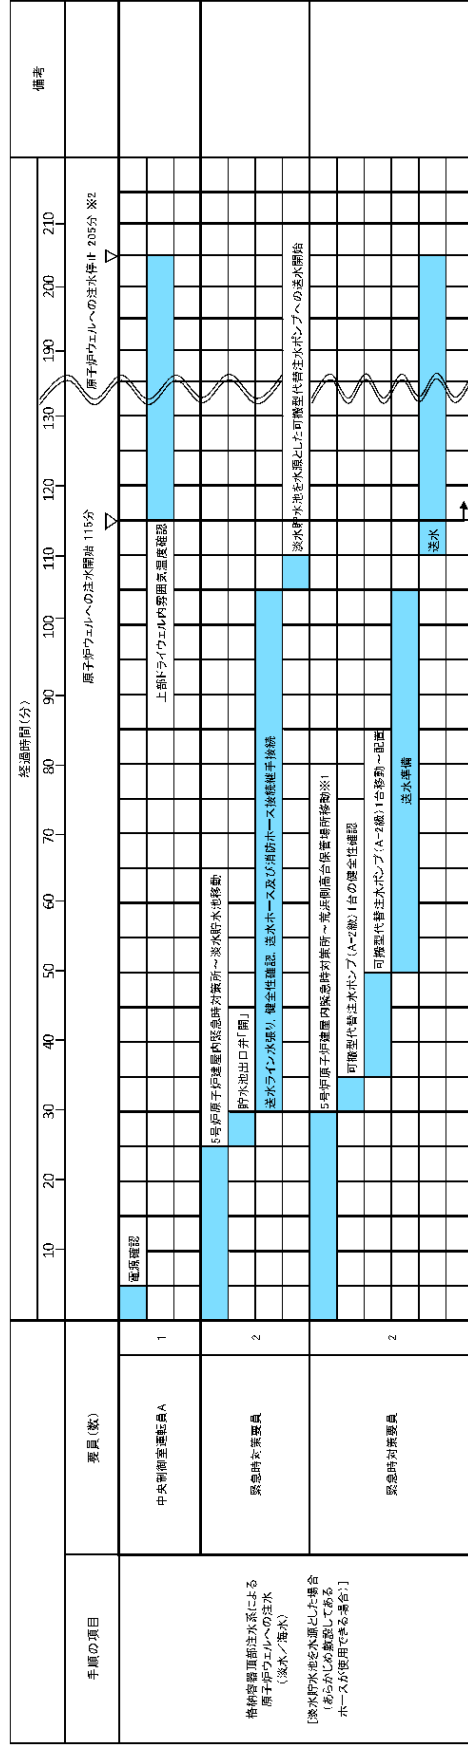 手順の項目
要員(数)
経過時間(分)
備考
10
20
30
40
50
60
70
80
90
100
110
120
130
190
200
210
原子炉ウェルへの注水開始 115分
原子炉ウェルへの注水停止 205分 ※2
格納容器頂部注水系による
原子炉ウェルへの注水
(淡水/海水)
[淡水貯水池を水源とした場合
(あらかじめ敷設してある
ホースが使用できる場合)]
中央制御室運転員A
1
電源確認
上部ドライウェル内雰囲気温度確認
緊急時対策要員
2
5号炉原子炉建屋内緊急時対策所~淡水貯水池移動
貯水池出口弁「開」
送水ライン水張り、健全性確認、送水ホース及び消防ホース接続継手接続
淡水貯水池を水源とした可搬型代替注水ポンプへの送水開始
緊急時対策要員
2
5号炉原子炉建屋内緊急時対策所~荒浜側高台保管場所移動※1
可搬型代替注水ポンプ(A-2級)1台の健全性確認
可搬型代替注水ポンプ(A-2級)1台移動~配置
送水準備
送水